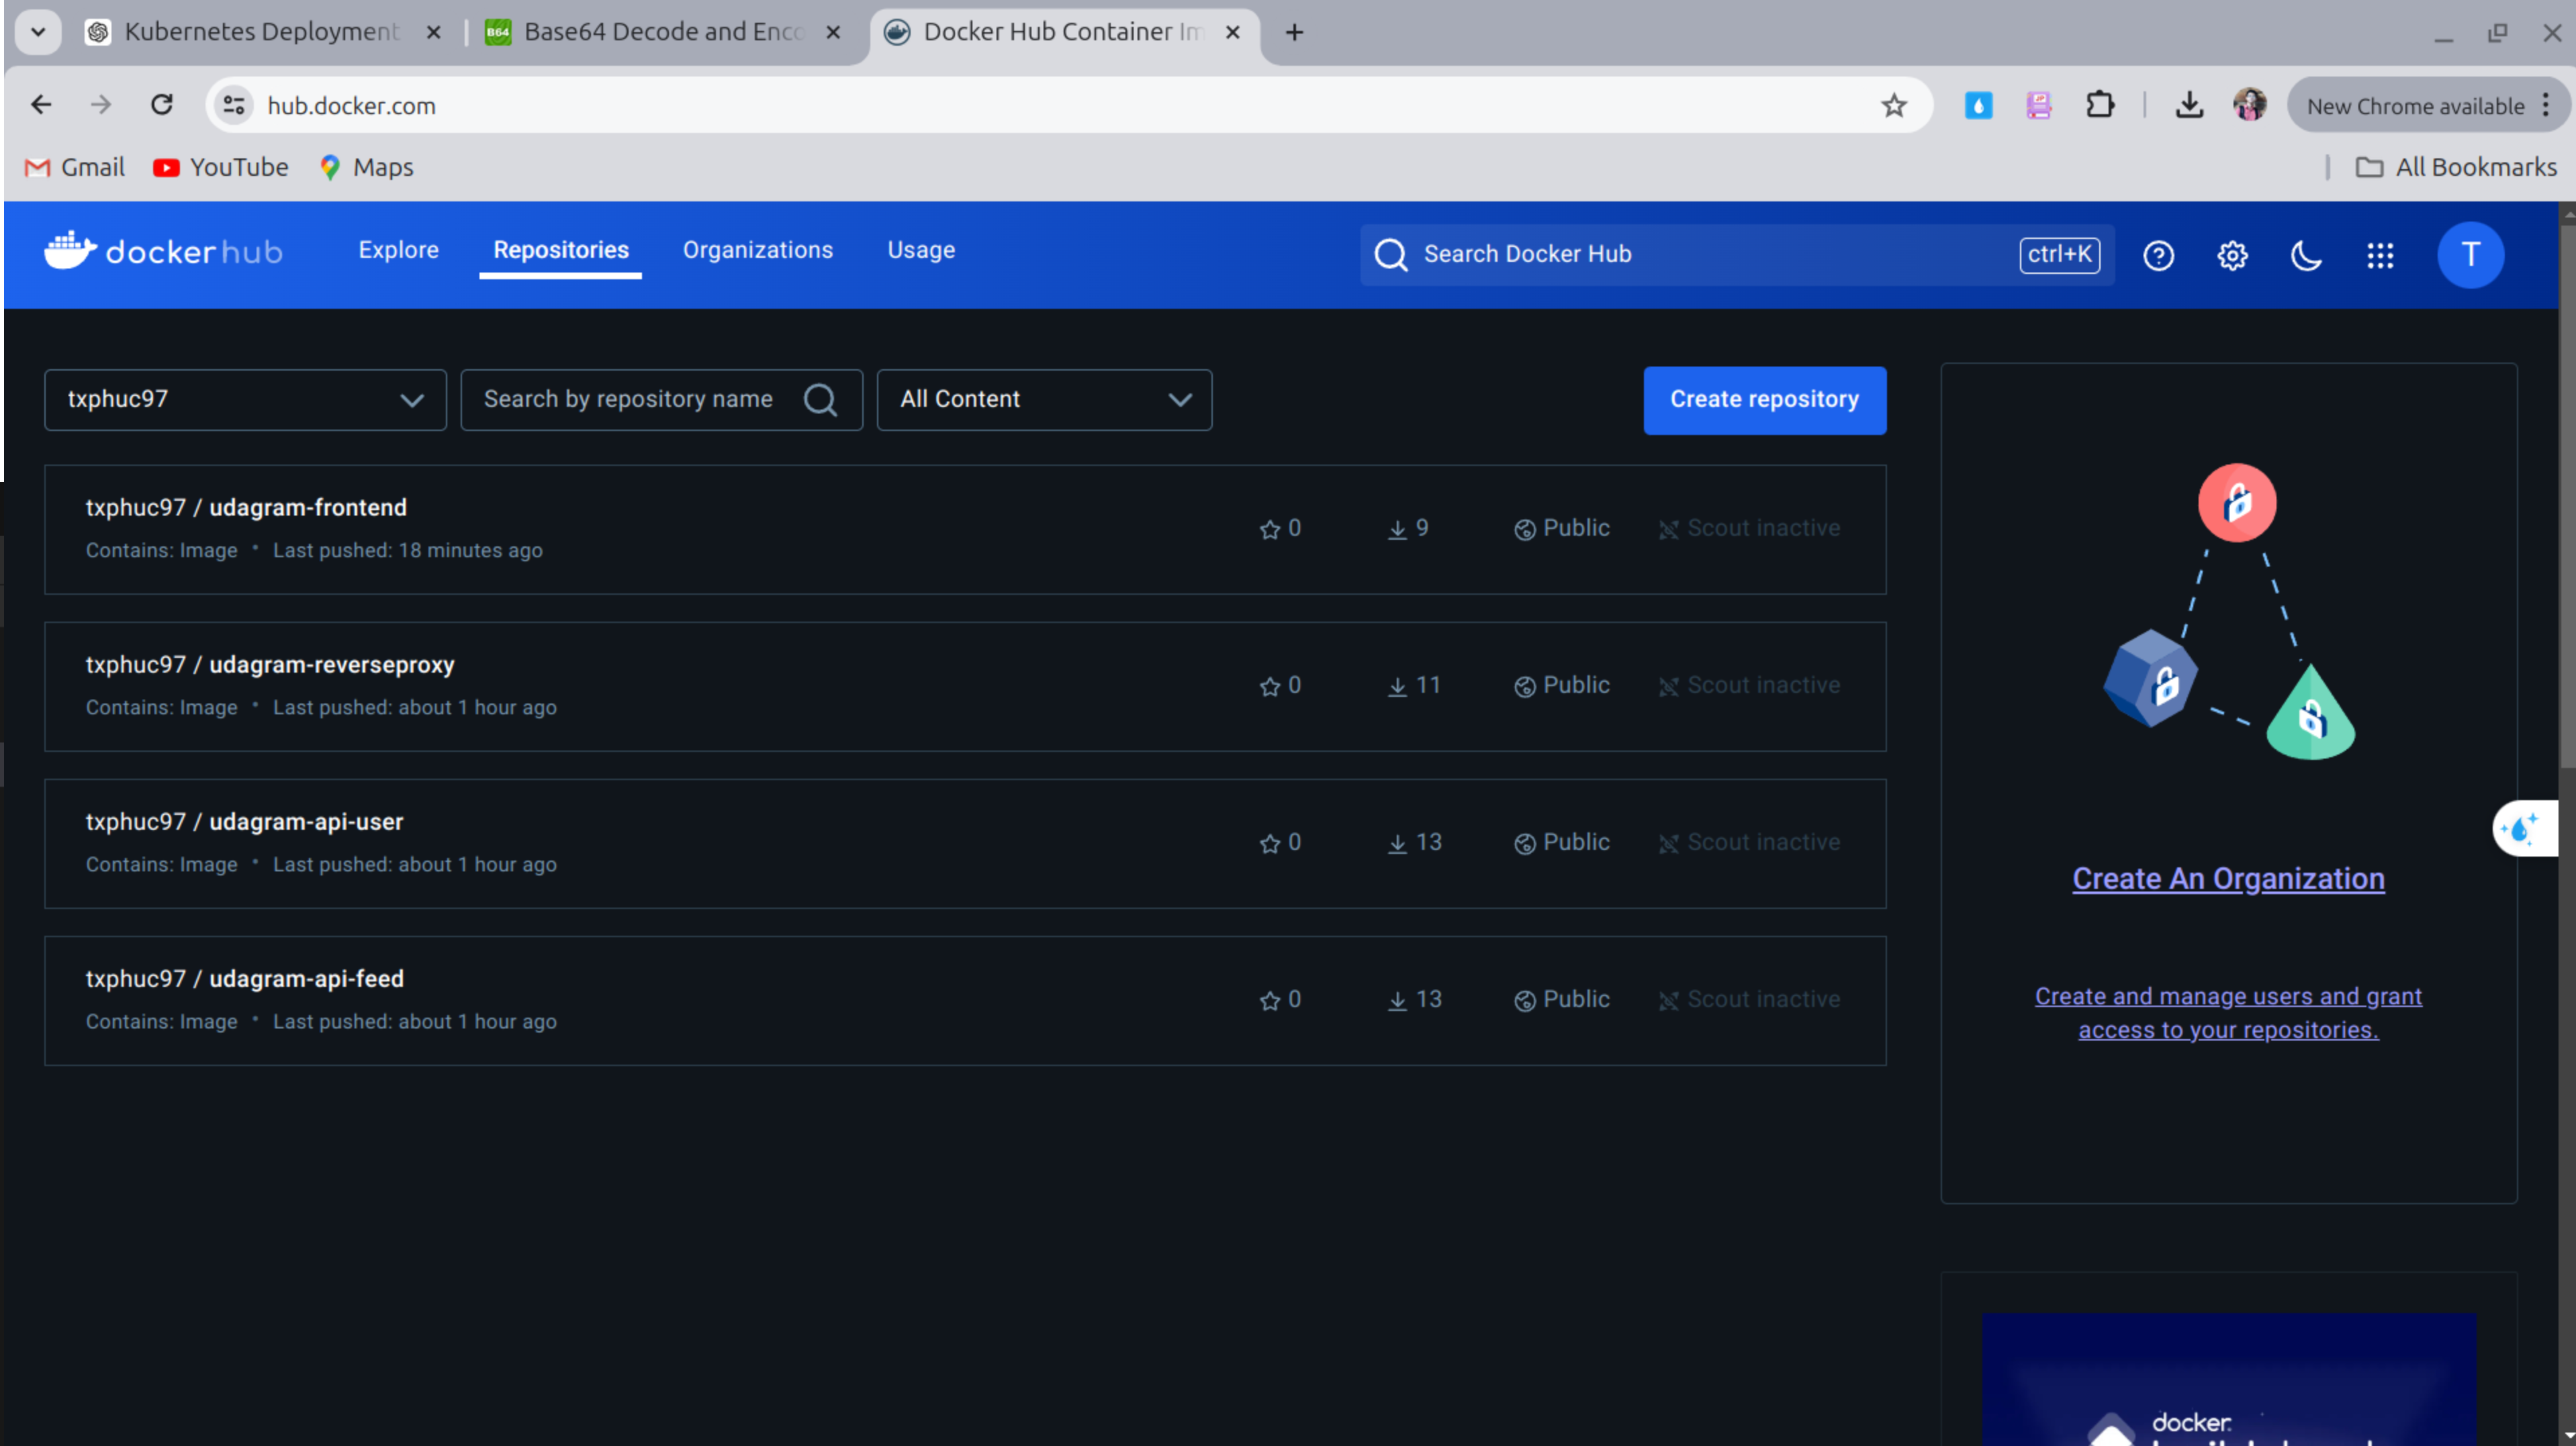 Kubernetes Deployment
B64 Base64 Decode and Enco
Docker Hub Container Im
hub.docker.com
New Chrome available
Gmail YouTube Maps
All Bookmarks
dockerhub Explore Repositories Organizations Usage
Search Docker Hub ctrl+K
T
txphuc97 Search by repository name All Content Create repository
txphuc97 / udagram-frontend
Contains: Image • Last pushed: 18 minutes ago
0 9 Public Scout inactive
txphuc97 / udagram-reverseproxy
Contains: Image • Last pushed: about 1 hour ago
0 11 Public Scout inactive
txphuc97 / udagram-api-user
Contains: Image • Last pushed: about 1 hour ago
0 13 Public Scout inactive
txphuc97 / udagram-api-feed
Contains: Image • Last pushed: about 1 hour ago
0 13 Public Scout inactive
Create An Organization
Create and manage users and grant
access to your repositories.
docker